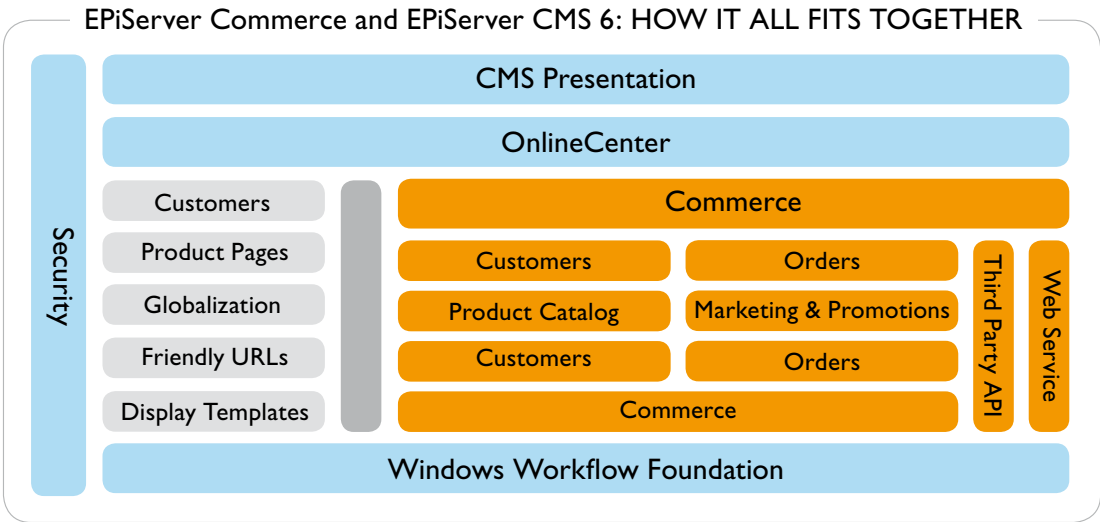 EPiServer Commerce and EPiServer CMS 6: HOW IT ALL FITS TOGETHER
Security
CMS Presentation
OnlineCenter
Customers
Product Pages
Globalization
Friendly URLs
Display Templates
Commerce
Customers
Orders
Product Catalog
Marketing & Promotions
Customers
Orders
Commerce
Third Party API
Web Service
Windows Workflow Foundation